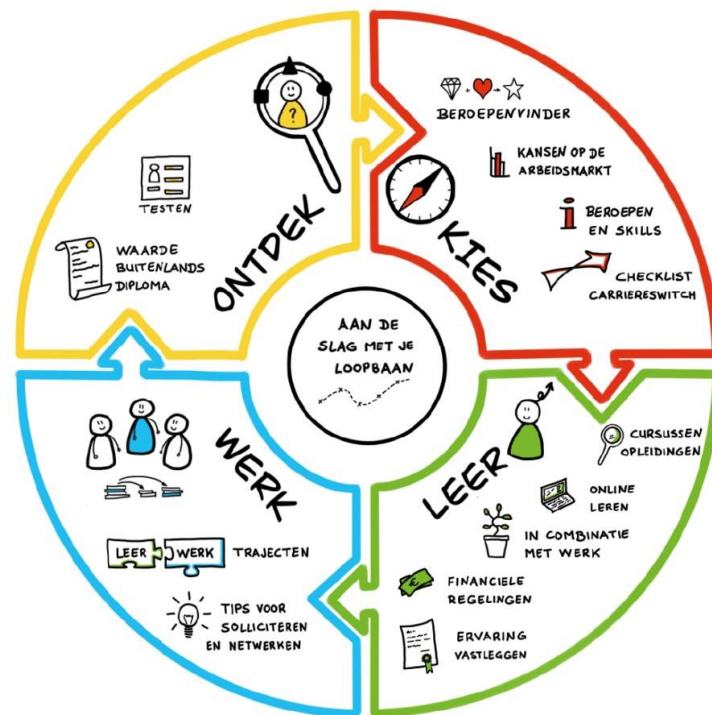 ONTDEK
?
TESTEN
WAARDE
BUITENLANDS
DIPLOMA
KIES
BEROEPENVINDER
KANSEN OP DE
ARBEIDSMARKT
i BEROEPEN
EN SKILLS
CHECKLIST
CARRIERESWITCH
AAN DE
SLAG MET JE
LOOPBAAN
LEER
CURSUSSEN
OPLEIDINGEN
ONLINE
LEREN
IN COMBINATIE
MET WERK
€
FINANCIELE
REGELINGEN
ERVARING
VASTLEGGEN
WERK
LEER WERK TRAJECTEN
TIPS VOOR
SOLLICITEREN
EN NETWERKEN